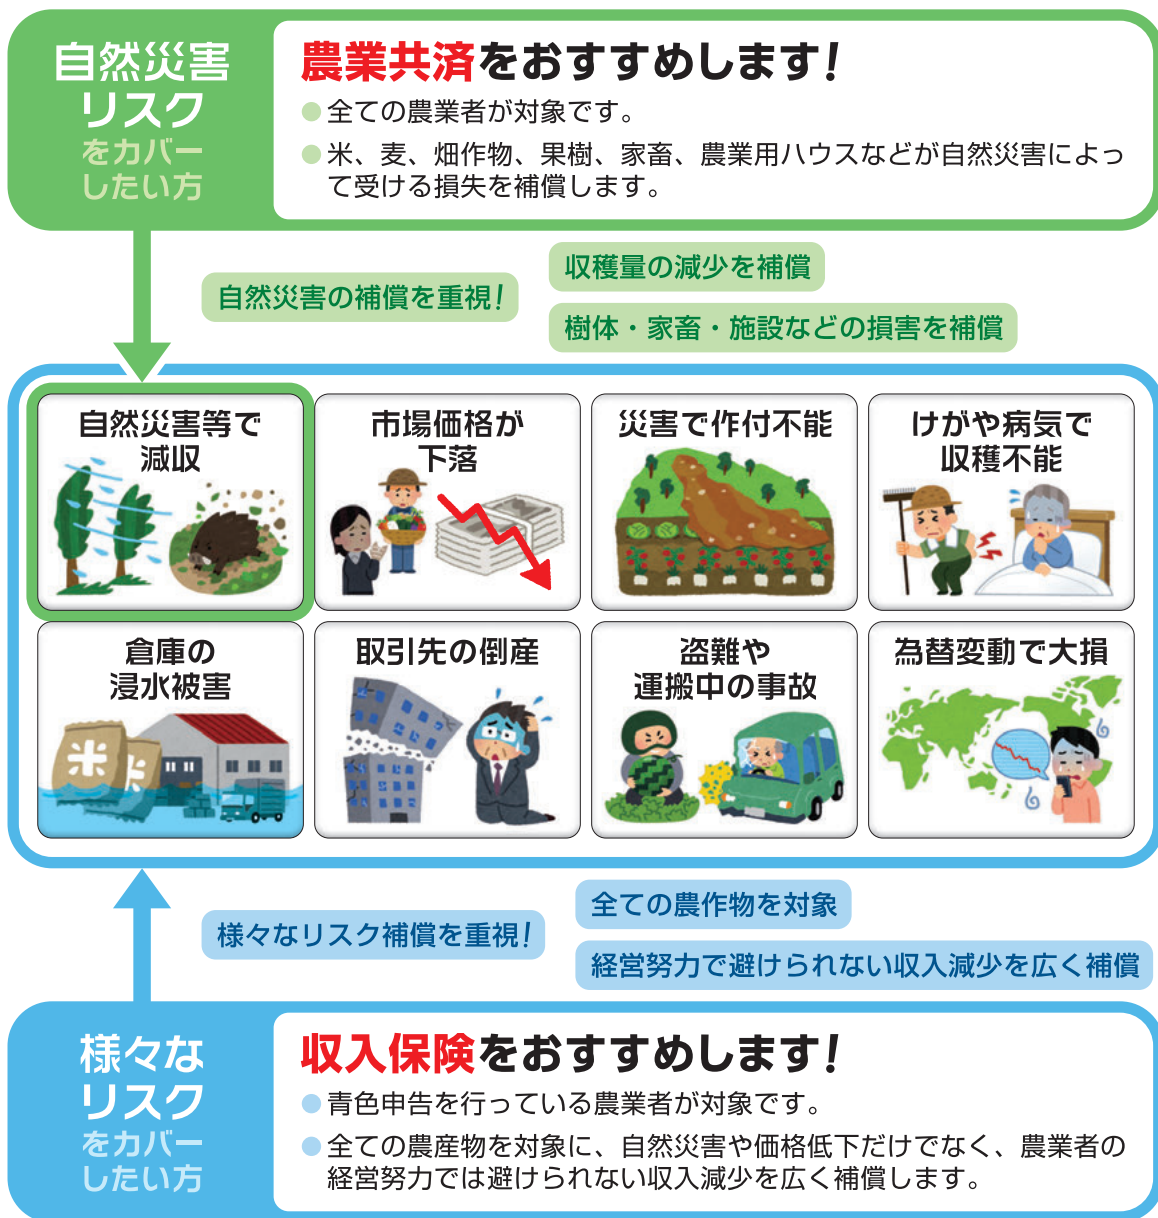 自然災害
リスク
をカバー
したい方
農業共済をおすすめします!
●全ての農業者が対象です。
●米、麦、畑作物、果樹、家畜、農業用ハウスなどが自然災害によっ
て受ける損失を補償します。
自然災害の補償を重視!
収穫量の減少を補償
樹体・家畜・施設などの損害を補償
自然災害等で
減収
市場価格が
下落
災害で作付不能
けがや病気で
収穫不能
倉庫の
浸水被害
米
米
取引先の倒産
盗難や
運搬中の事故
為替変動で大損
様々なリスク補償を重視!
全ての農作物を対象
経営努力で避けられない収入減少を広く補償
様々な
リスク
をカバー
したい方
収入保険をおすすめします!
●青色申告を行っている農業者が対象です。
●全ての農産物を対象に、自然災害や価格低下だけでなく、農業者の
経営努力では避けられない収入減少を広く補償します。